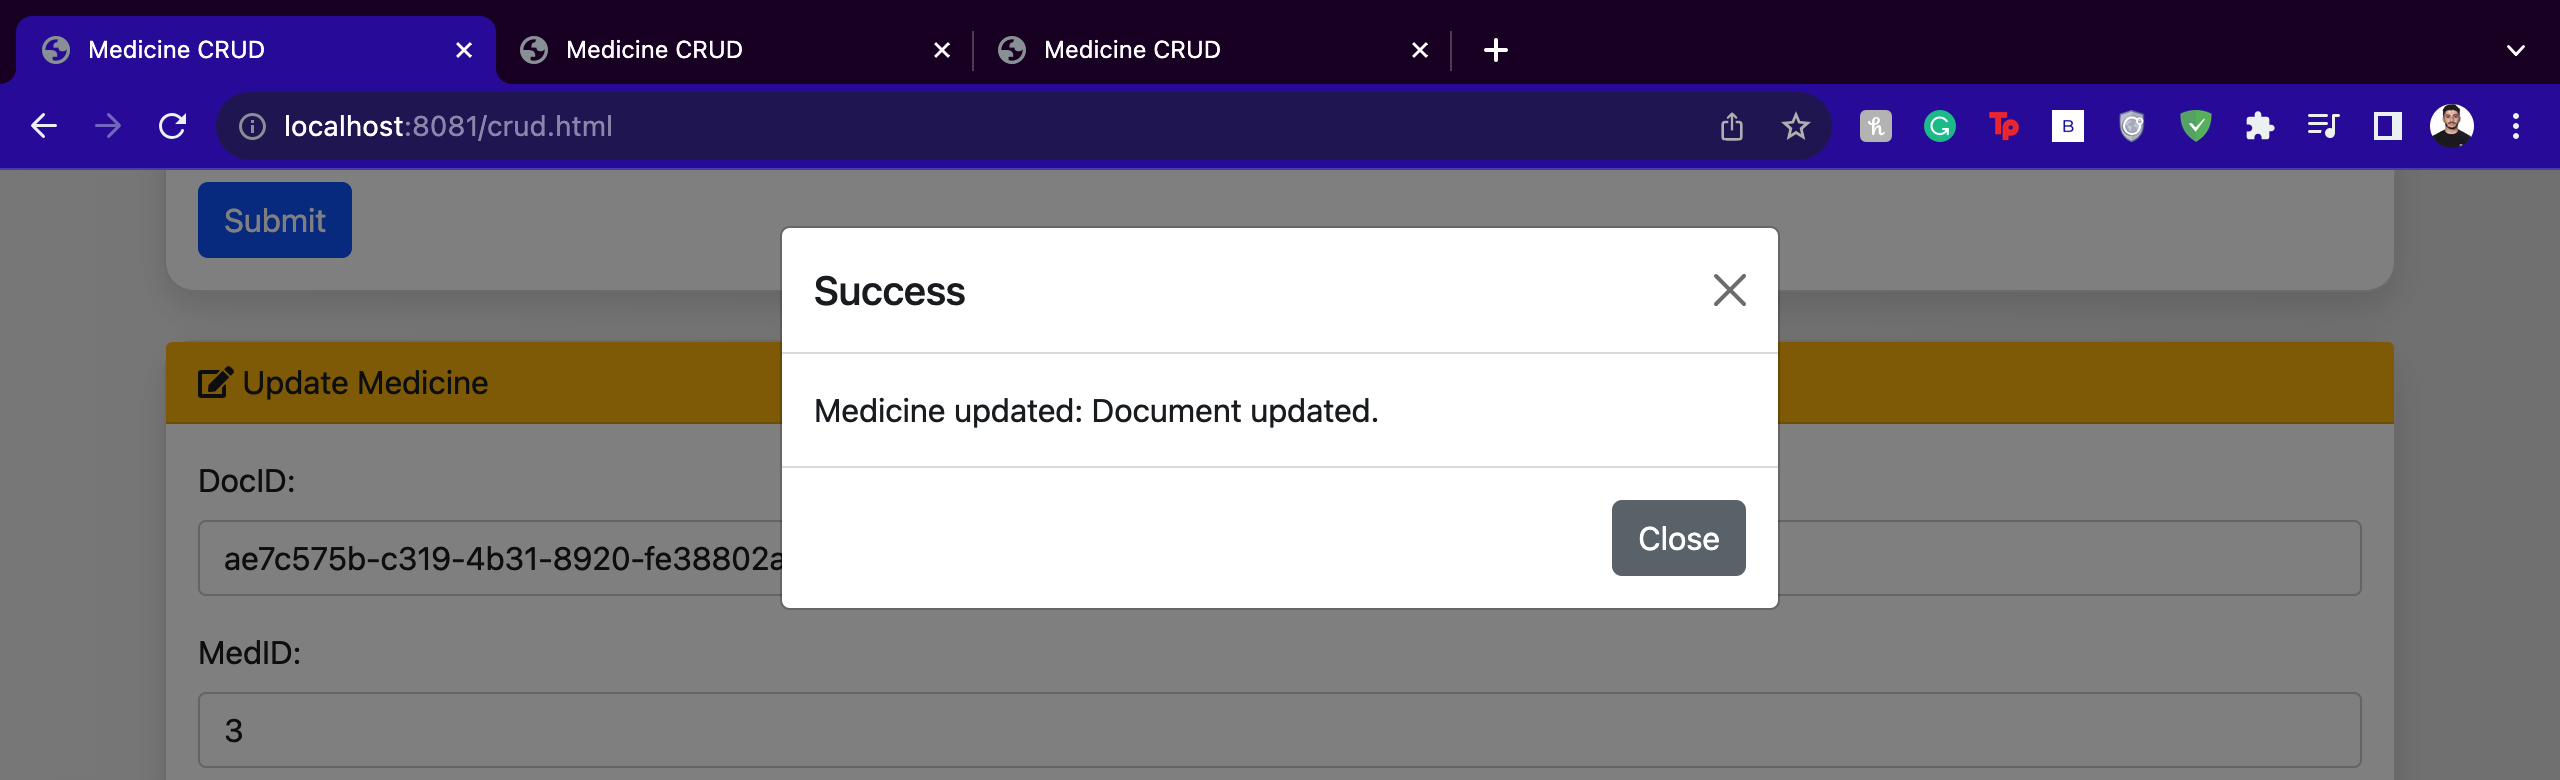 Medicine CRUD
Medicine CRUD
Medicine CRUD
localhost:8081/crud.html
h
G
Tp
B
Submit
Success
Medicine updated: Document updated.
Close
Update Medicine
DocID:
ae7c575b-c319-4b31-8920-fe38802a
MedID:
3